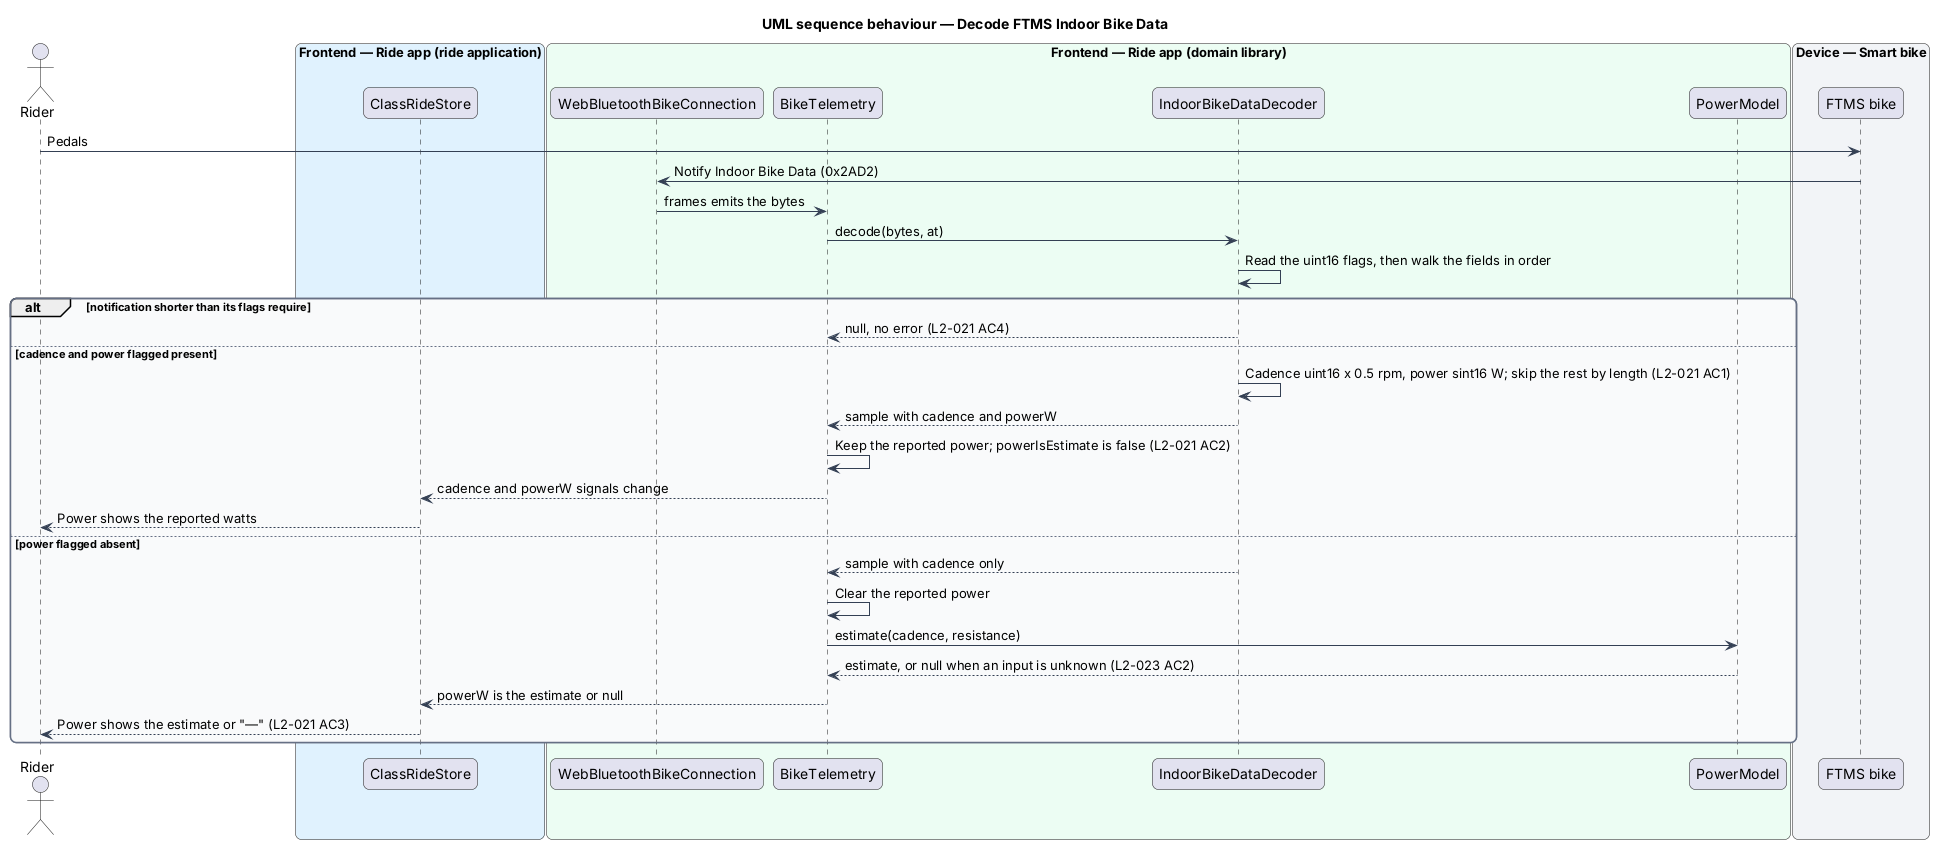 UML sequence behaviour — Decode FTMS Indoor Bike Data
Frontend — Ride app (ride application)
Frontend — Ride app (domain library)
Device — Smart bike
Rider
ClassRideStore
WebBluetoothBikeConnection
BikeTelemetry
IndoorBikeDataDecoder
PowerModel
FTMS bike
Pedals
Notify Indoor Bike Data (0x2AD2)
frames emits the bytes
decode(bytes, at)
Read the uint16 flags, then walk the fields in order
alt
[notification shorter than its flags require]
null, no error (L2-021 AC4)
[cadence and power flagged present]
Cadence uint16 x 0.5 rpm, power sint16 W; skip the rest by length (L2-021 AC1)
sample with cadence and powerW
Keep the reported power; powerIsEstimate is false (L2-021 AC2)
cadence and powerW signals change
Power shows the reported watts
[power flagged absent]
sample with cadence only
Clear the reported power
estimate(cadence, resistance)
estimate, or null when an input is unknown (L2-023 AC2)
powerW is the estimate or null
Power shows the estimate or "—" (L2-021 AC3)
Rider
ClassRideStore
WebBluetoothBikeConnection
BikeTelemetry
IndoorBikeDataDecoder
PowerModel
FTMS bike